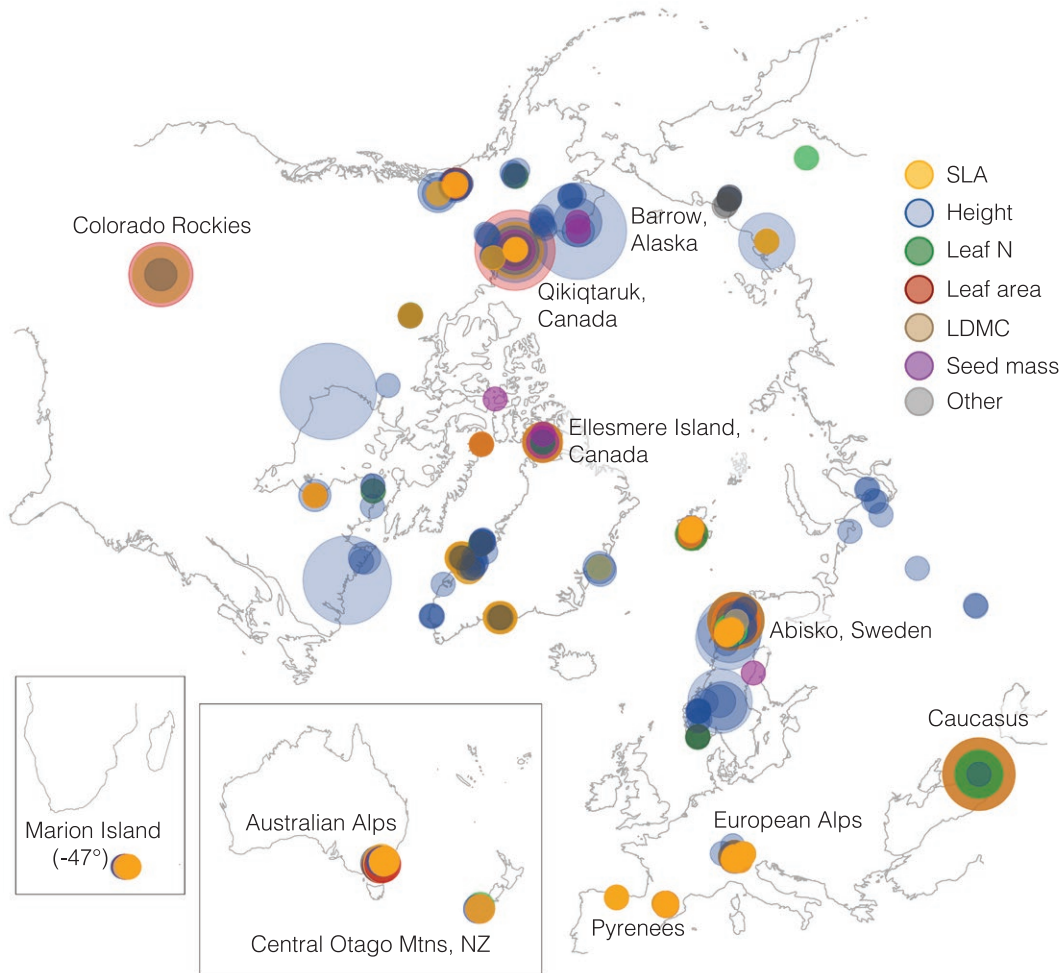 SLA
Height
Leaf N
Leaf area
LDMC
Seed mass
Other
Colorado Rockies
Barrow,
Alaska
Qikiqtaruk,
Canada
Ellesmere Island,
Canada
Abisko, Sweden
Caucasus
European Alps
Pyrenees
Marion Island
(-47°)
Australian Alps
Central Otago Mtns, NZ